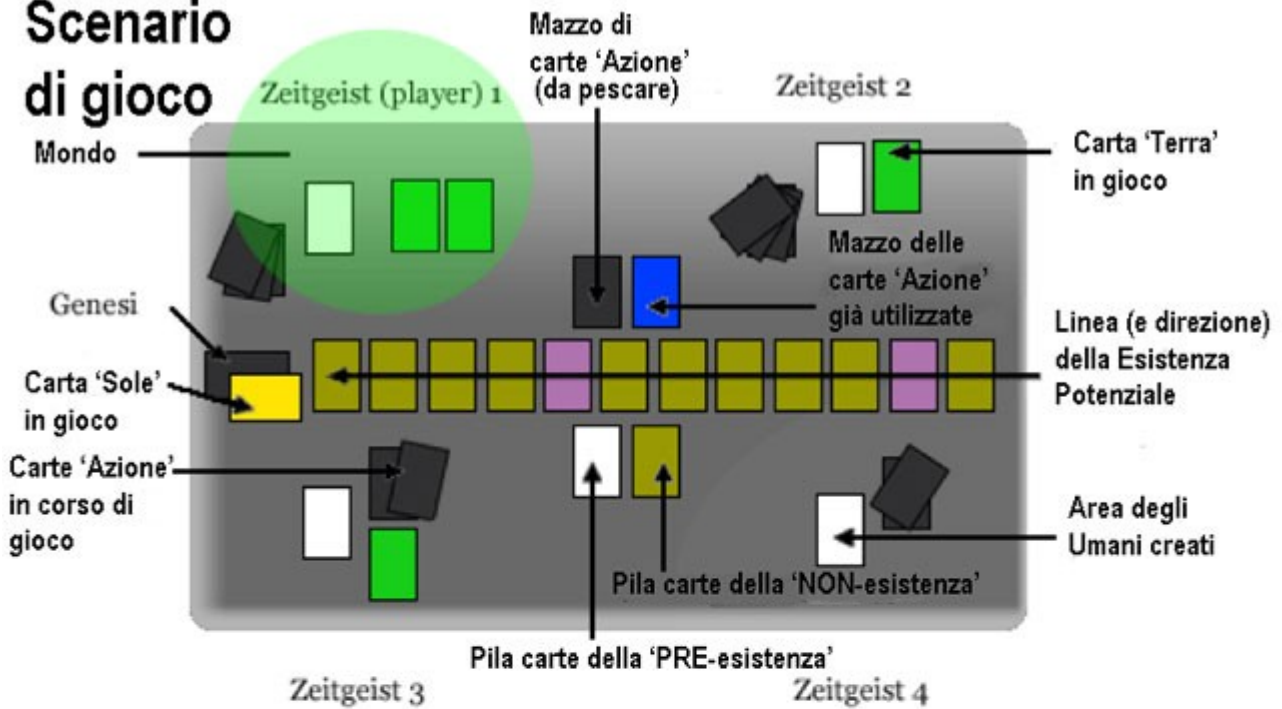 Scenario
di gioco
Zeitgeist (player) 1
Mazzo di
carte 'Azione'
(da pescare)
Zeitgeist 2
Mondo
Carta 'Terra'
in gioco
Mazzo delle
carte 'Azione'
già utilizzate
Genesi
Linea (e direzione)
della Esistenza
Potenziale
Carta 'Sole'
in gioco
Carte 'Azione'
in corso di
gioco
Area degli
Umani creati
Pila carte della 'NON-esistenza'
Pila carte della 'PRE-esistenza'
Zeitgeist 3
Zeitgeist 4